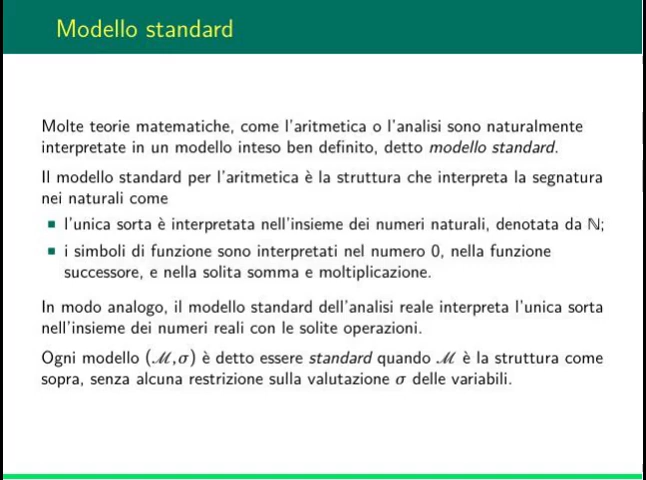 Modello standard
Molte teorie matematiche, come l'aritmetica o l'analisi sono naturalmente
interpretate in un modello inteso ben definito, detto modello standard.
Il modello standard per l'aritmetica è la struttura che interpreta la segnatura
nei naturali come
▪ l'unica sorta è interpretata nell'insieme dei numeri naturali, denotata da ℕ;
▪ i simboli di funzione sono interpretati nel numero 0, nella funzione
successore, e nella solita somma e moltiplicazione.
In modo analogo, il modello standard dell'analisi reale interpreta l'unica sorta
nell'insieme dei numeri reali con le solite operazioni.
Ogni modello (ℳ,σ) è detto essere standard quando ℳ è la struttura come
sopra, senza alcuna restrizione sulla valutazione σ delle variabili.